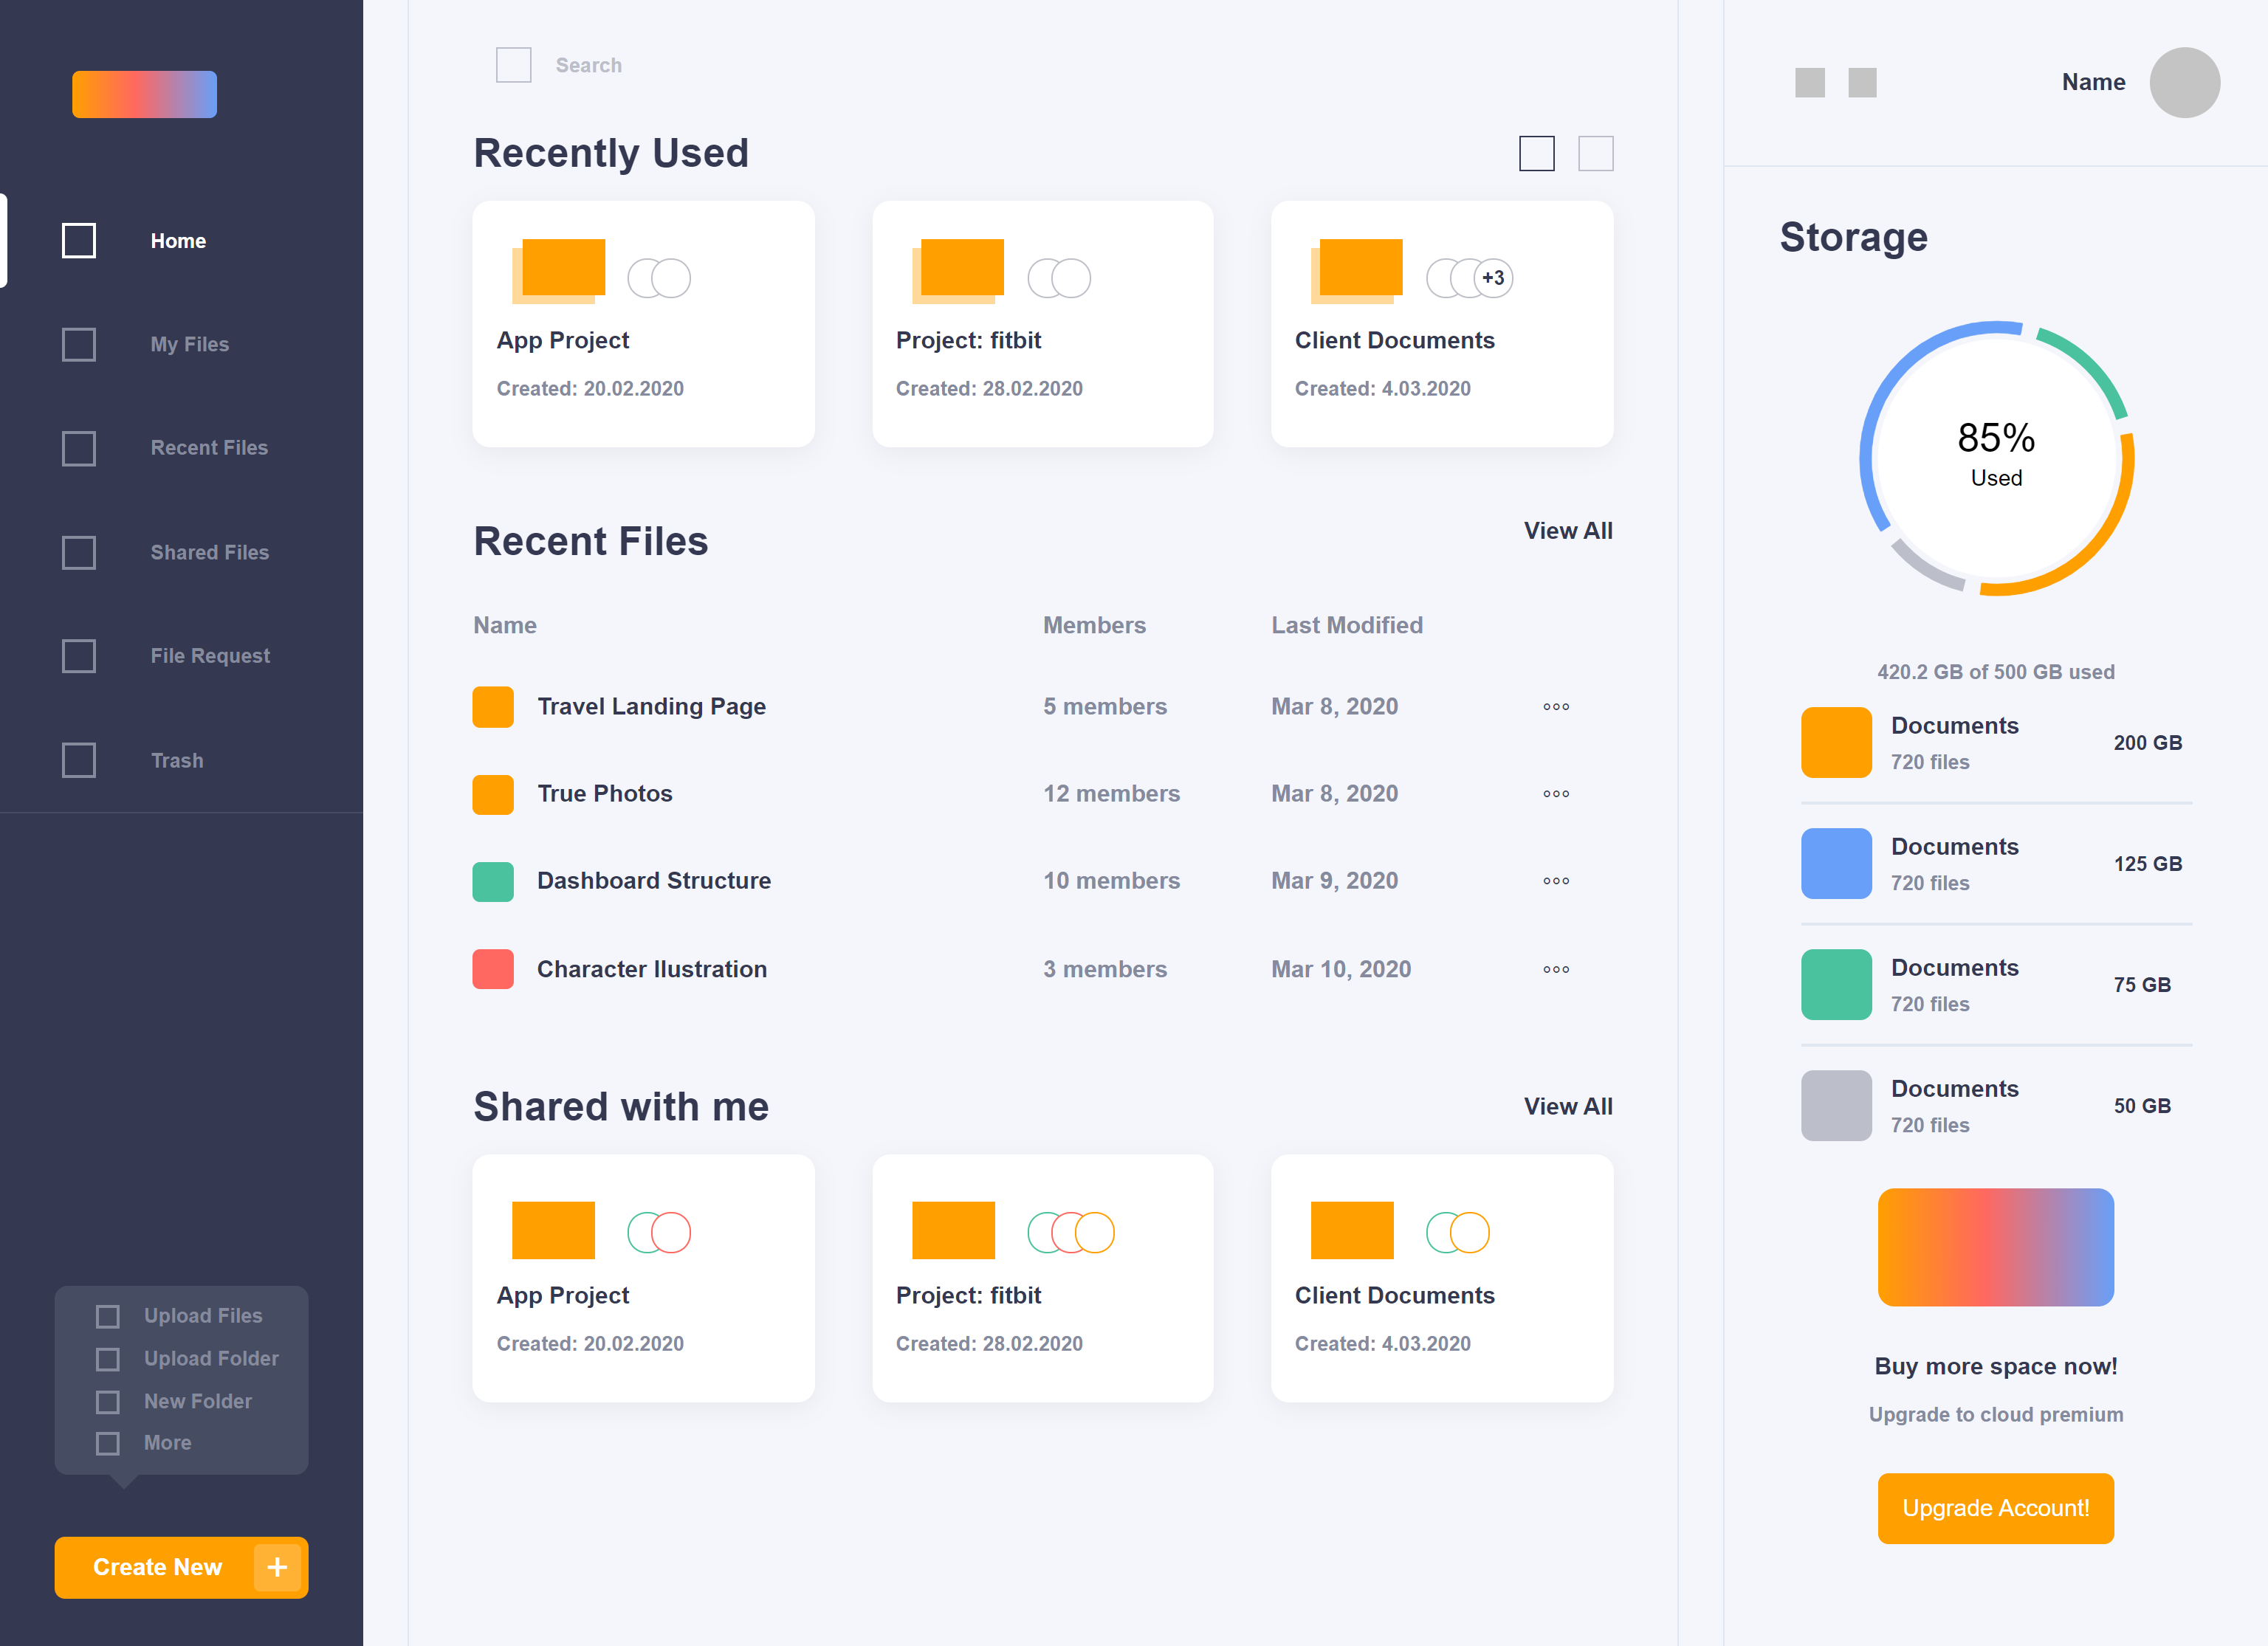 Home
My Files
Recent Files
Shared Files
File Request
Trash
Upload Files
Upload Folder
New Folder
More
Create New +
Search
Recently Used
App Project
Created: 20.02.2020
Project: fitbit
Created: 28.02.2020
+3
Client Documents
Created: 4.03.2020
Recent Files
View All
Name Members Last Modified
Travel Landing Page 5 members Mar 8, 2020
True Photos 12 members Mar 8, 2020
Dashboard Structure 10 members Mar 9, 2020
Character Ilustration 3 members Mar 10, 2020
Shared with me
View All
App Project
Created: 20.02.2020
Project: fitbit
Created: 28.02.2020
Client Documents
Created: 4.03.2020
Name
Storage
85%
Used
420.2 GB of 500 GB used
Documents
720 files
200 GB
Documents
720 files
125 GB
Documents
720 files
75 GB
Documents
720 files
50 GB
Buy more space now!
Upgrade to cloud premium
Upgrade Account!